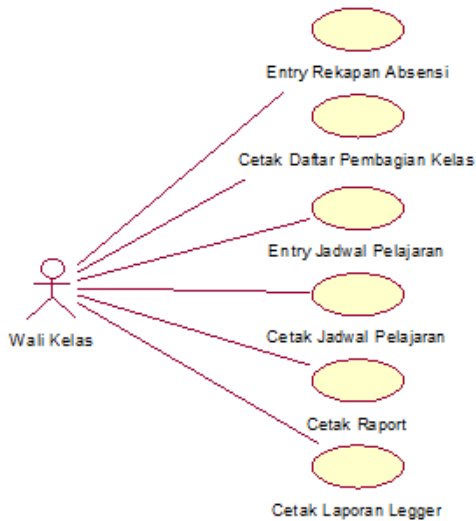 Entry Rekapan Absensi
Cetak Daftar Pembagian Kelas
Entry Jadwal Pelajaran
Wali Kelas
Cetak Jadwal Pelajaran
Cetak Raport
Cetak Laporan Legger